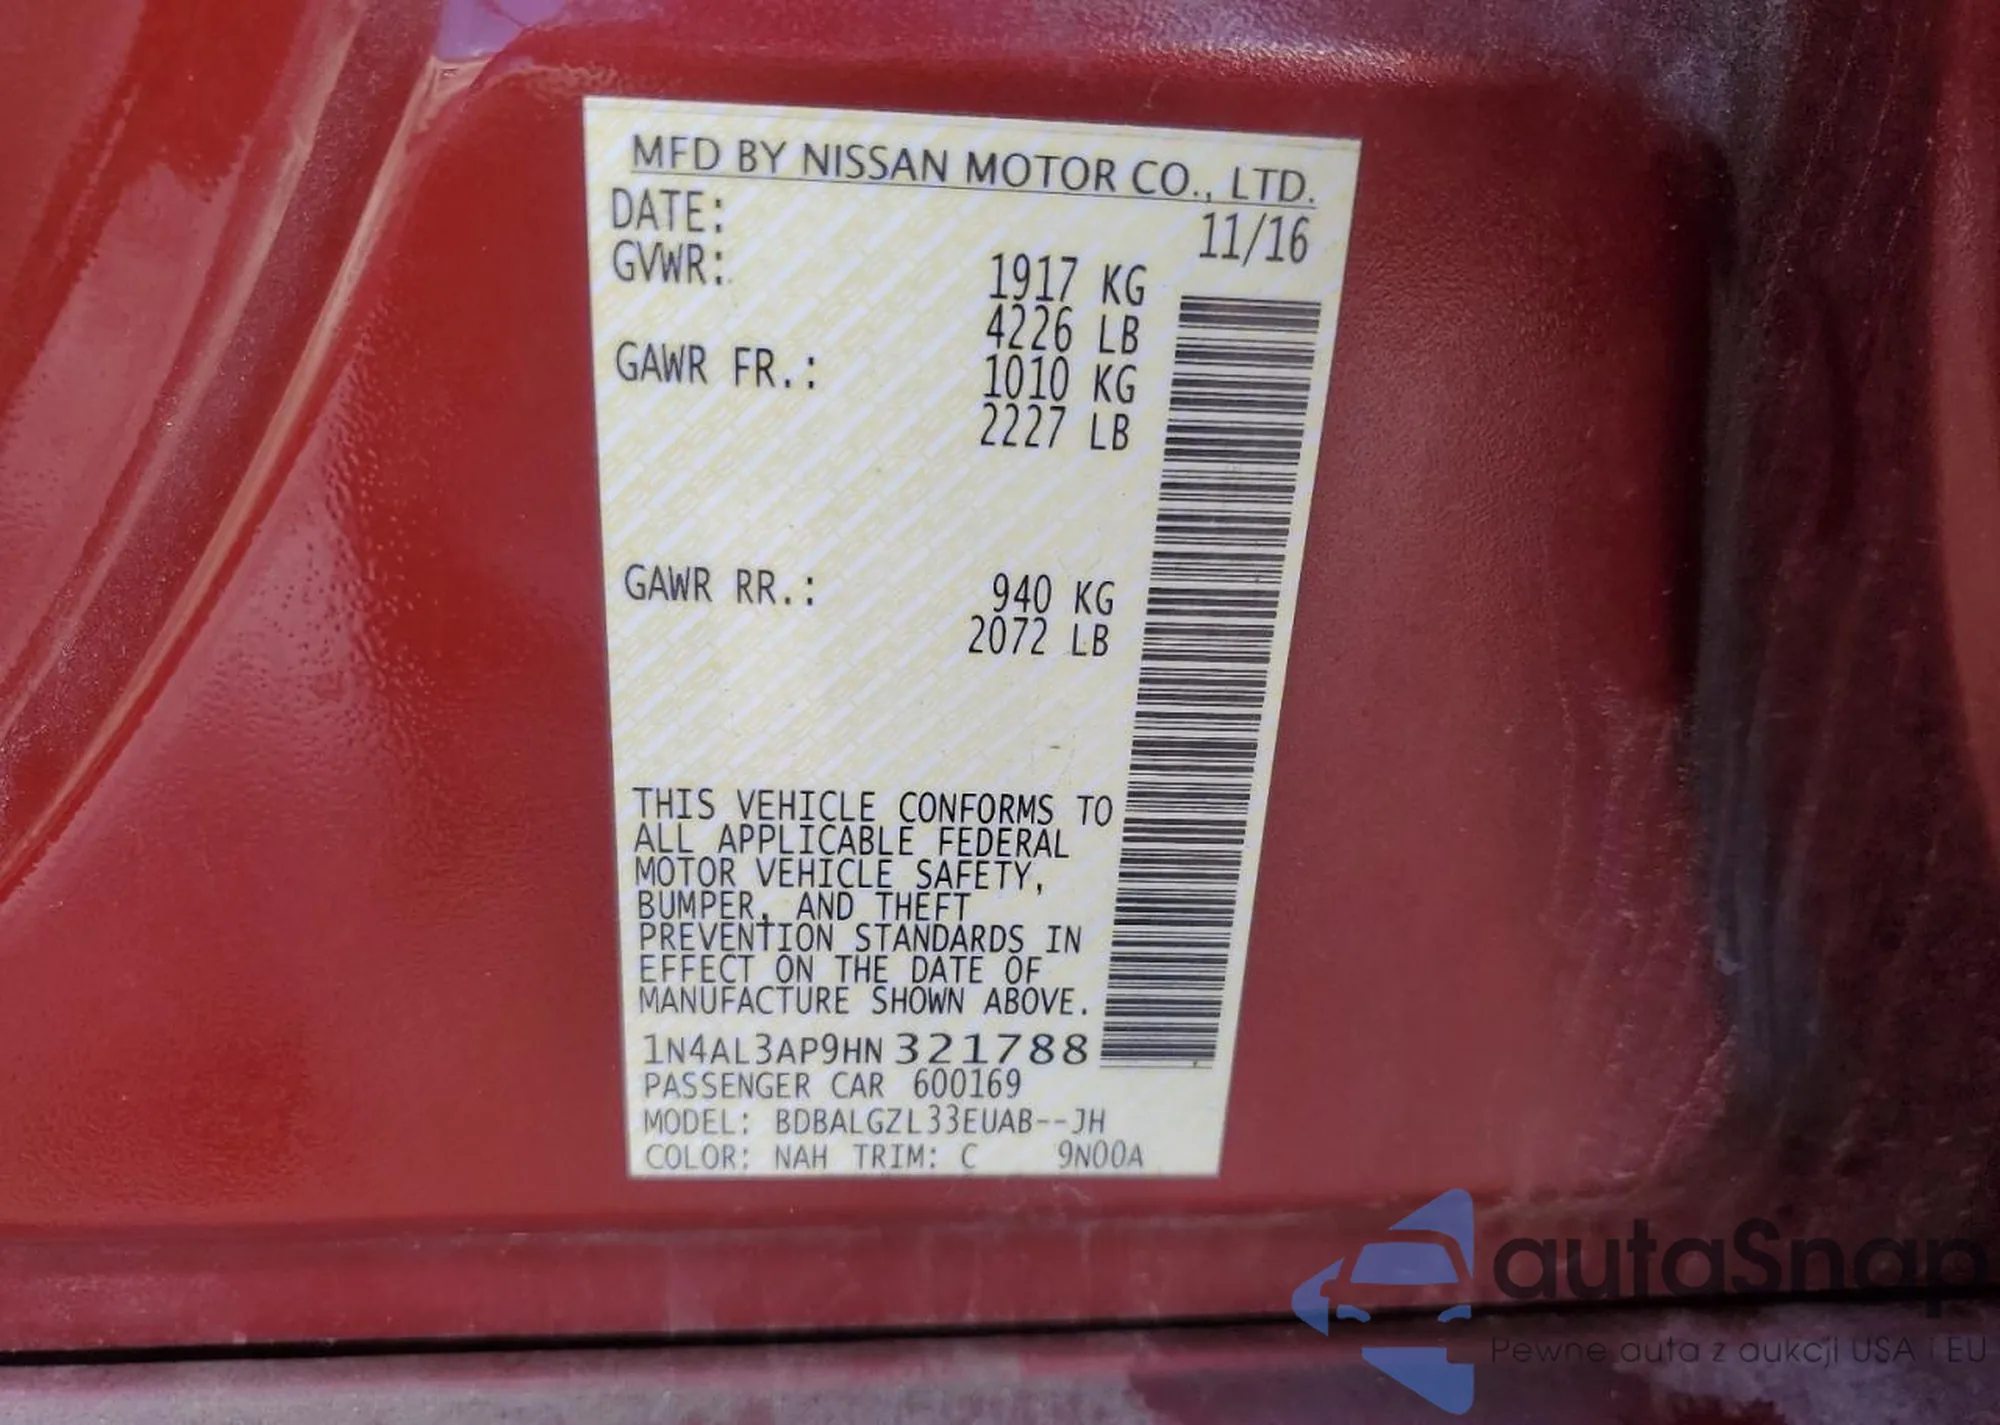 MFD BY NISSAN MOTOR CO., LTD.
DATE: 11/16
GVWR: 1917 KG
4226 LB
GAWR FR.: 1010 KG
2227 LB
GAWR RR.: 940 KG
2072 LB
THIS VEHICLE CONFORMS TO
ALL APPLICABLE FEDERAL
MOTOR VEHICLE SAFETY,
BUMPER, AND THEFT
PREVENTION STANDARDS IN
EFFECT ON THE DATE OF
MANUFACTURE SHOWN ABOVE.
1N4AL3AP9HN321788
PASSENGER CAR 600169
MODEL: BDBALGZL33EUAB--JH
COLOR: NAH TRIM: C 9N00A
autaSnap
Pewne auta z aukcji USA i EU